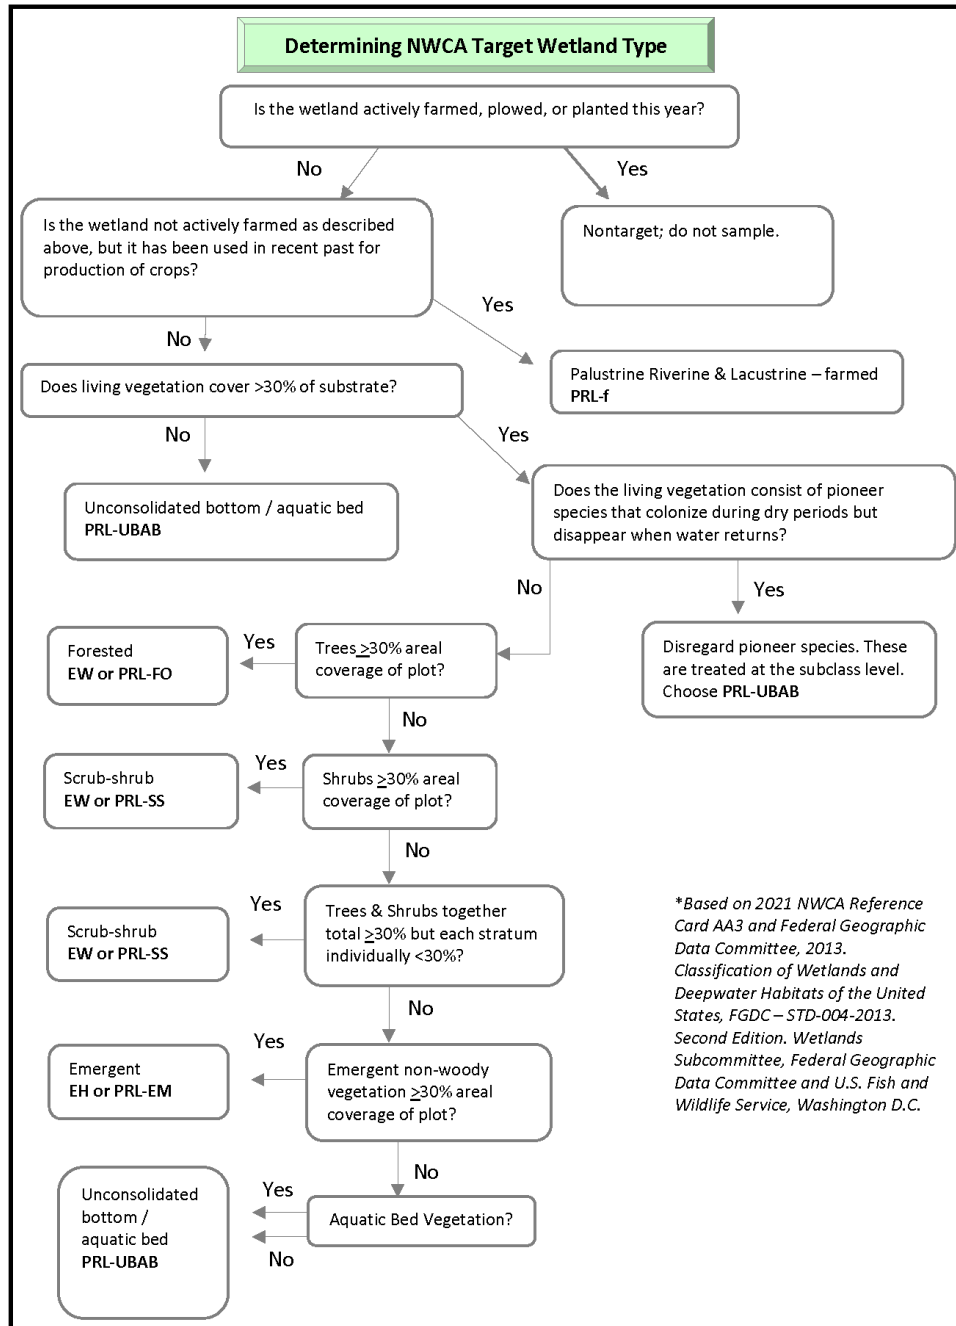 Determining NWCA Target Wetland Type
Is the wetland actively farmed, plowed, or planted this year?
No
Yes
Is the wetland not actively farmed as described
above, but it has been used in recent past for
production of crops?
Nontarget; do not sample.
Yes
No
Palustrine Riverine & Lacustrine – farmed
PRL-f
Does living vegetation cover >30% of substrate?
No
Yes
Unconsolidated bottom / aquatic bed
PRL-UBAB
Does the living vegetation consist of pioneer
species that colonize during dry periods but
disappear when water returns?
No
Yes
Disregard pioneer species. These
are treated at the subclass level.
Choose PRL-UBAB
Trees ≥30% areal
coverage of plot?
Yes
Forested
EW or PRL-FO
No
Shrubs ≥30% areal
coverage of plot?
Yes
Scrub-shrub
EW or PRL-SS
No
Trees & Shrubs together
total ≥30% but each stratum
individually <30%?
Yes
Scrub-shrub
EW or PRL-SS
No
Emergent non-woody
vegetation ≥30% areal
coverage of plot?
Yes
Emergent
EH or PRL-EM
No
Aquatic Bed Vegetation?
Yes
No
Unconsolidated
bottom /
aquatic bed
PRL-UBAB
*Based on 2021 NWCA Reference
Card AA3 and Federal Geographic
Data Committee, 2013.
Classification of Wetlands and
Deepwater Habitats of the United
States, FGDC – STD-004-2013.
Second Edition. Wetlands
Subcommittee, Federal Geographic
Data Committee and U.S. Fish and
Wildlife Service, Washington D.C.